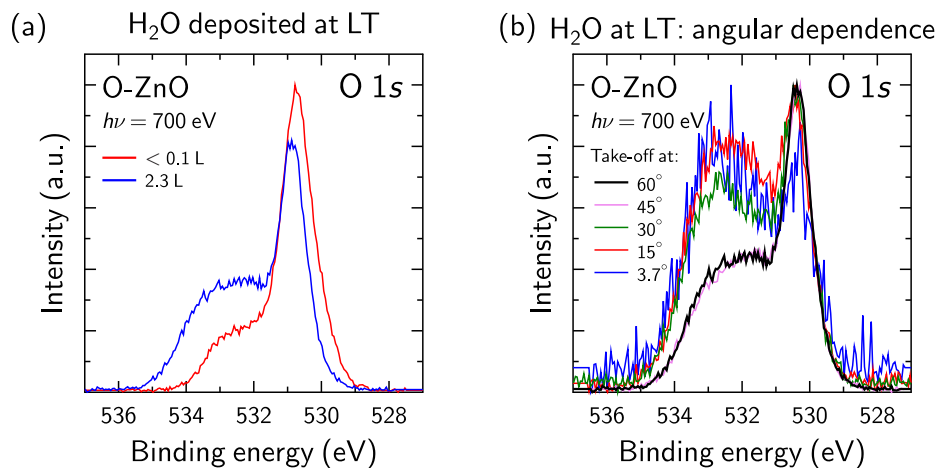 (a) H₂O deposited at LT
O-ZnO
O 1s
hν = 700 eV
< 0.1 L
2.3 L
Intensity (a.u.)
536 534 532 530 528
Binding energy (eV)
(b) H₂O at LT: angular dependence
O-ZnO
O 1s
hν = 700 eV
Take-off at:
60°
45°
30°
15°
3.7°
Intensity (a.u.)
536 534 532 530 528
Binding energy (eV)